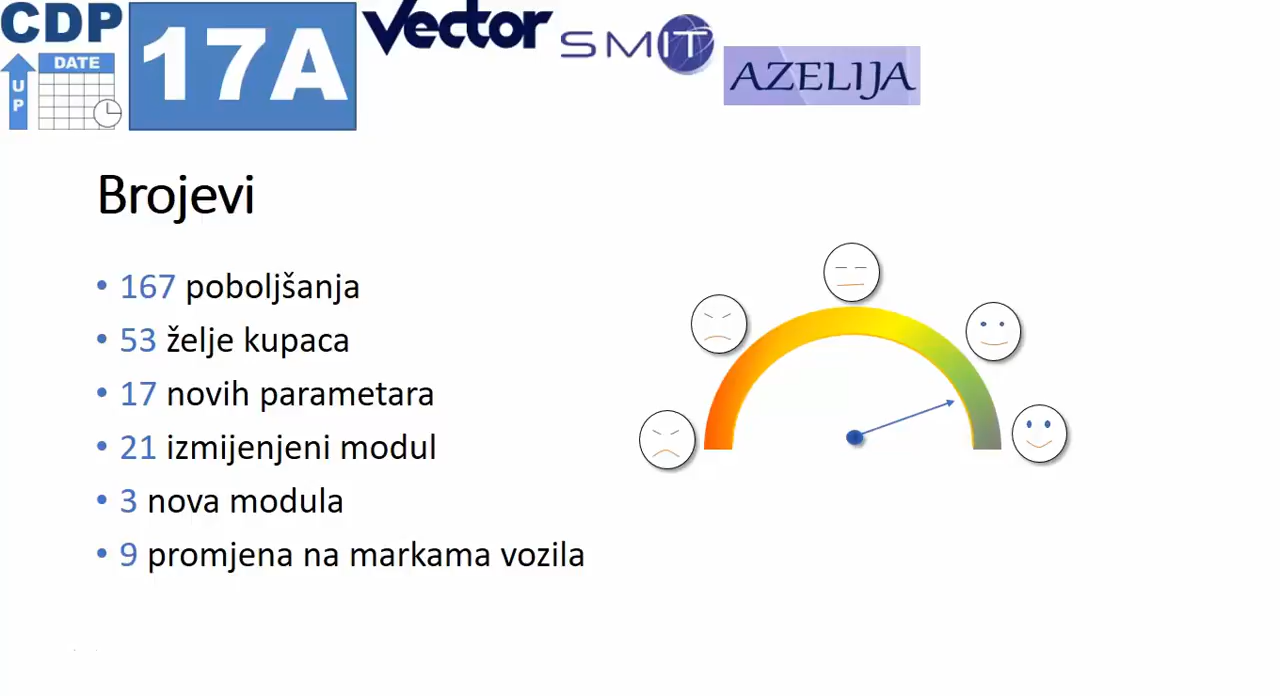 CDP
UP
DATE
17A
Vector
SMIT
AZELIJA
Brojevi
• 167 poboljšanja
• 53 želje kupaca
• 17 novih parametara
• 21 izmijenjeni modul
• 3 nova modula
• 9 promjena na markama vozila